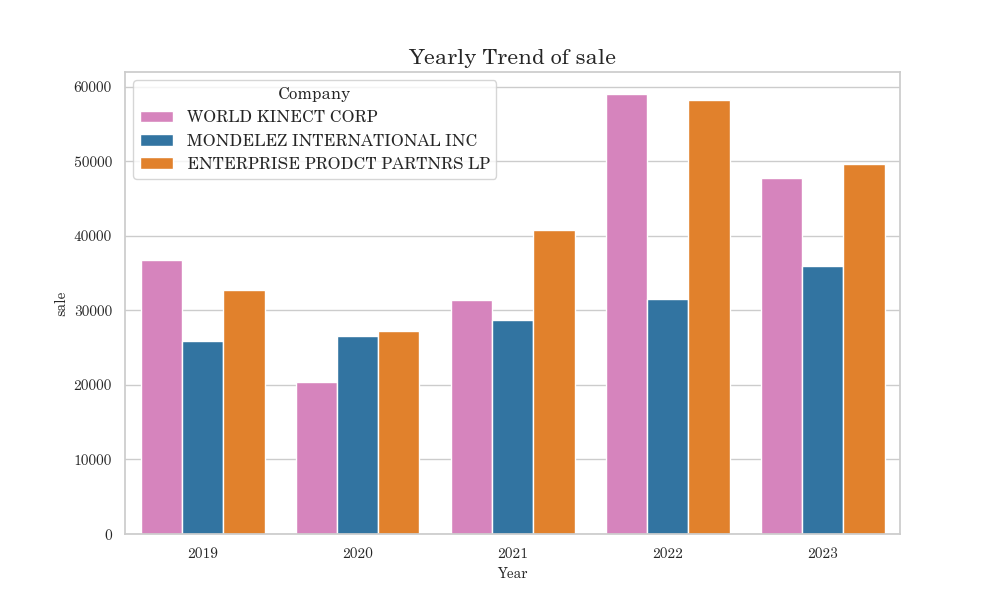 Yearly Trend of sale
Company
WORLD KINECT CORP
MONDELEZ INTERNATIONAL INC
ENTERPRISE PRODCT PARTNRS LP
60000
50000
40000
30000
20000
10000
0
sale
2019 2020 2021 2022 2023
Year